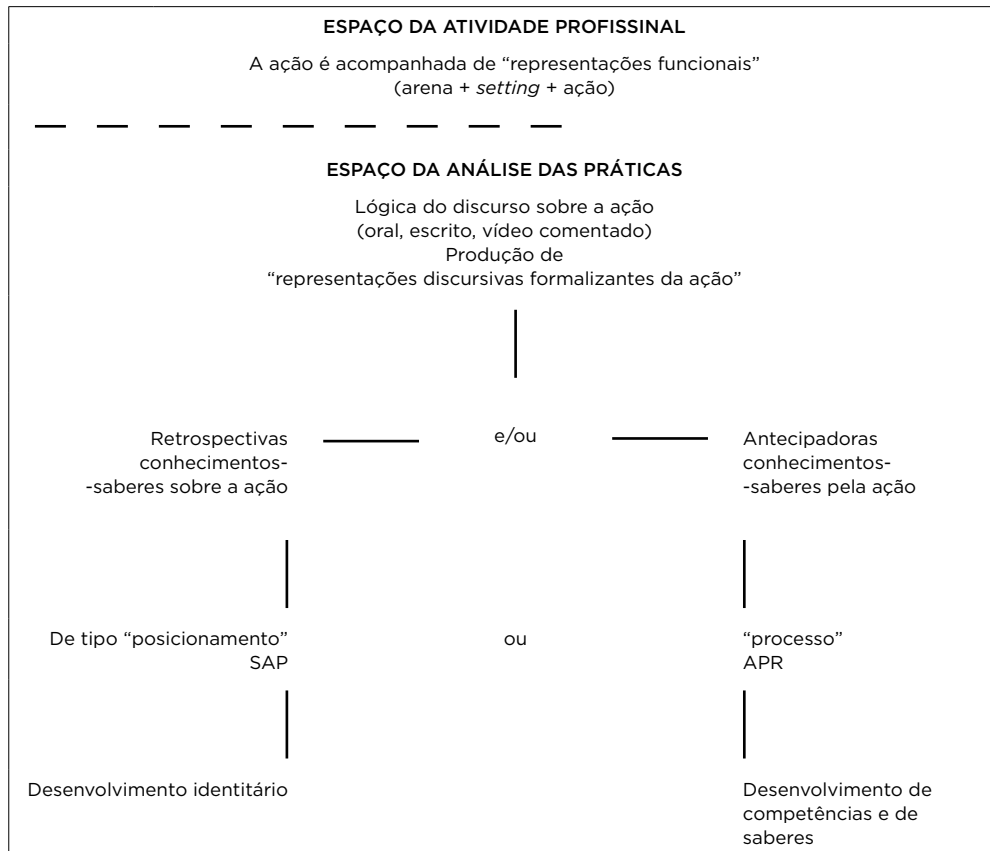 ESPAÇO DA ATIVIDADE PROFISSINAL
A ação é acompanhada de “representações funcionais”
(arena + setting + ação)
ESPAÇO DA ANÁLISE DAS PRÁTICAS
Lógica do discurso sobre a ação
(oral, escrito, vídeo comentado)
Produção de
“representações discursivas formalizantes da ação”
Retrospectivas
conhecimentos-
-saberes sobre a ação
e/ou
Antecipadoras
conhecimentos-
-saberes pela ação
De tipo “posicionamento”
SAP
ou
“processo”
APR
Desenvolvimento identitário
Desenvolvimento de
competências e de
saberes